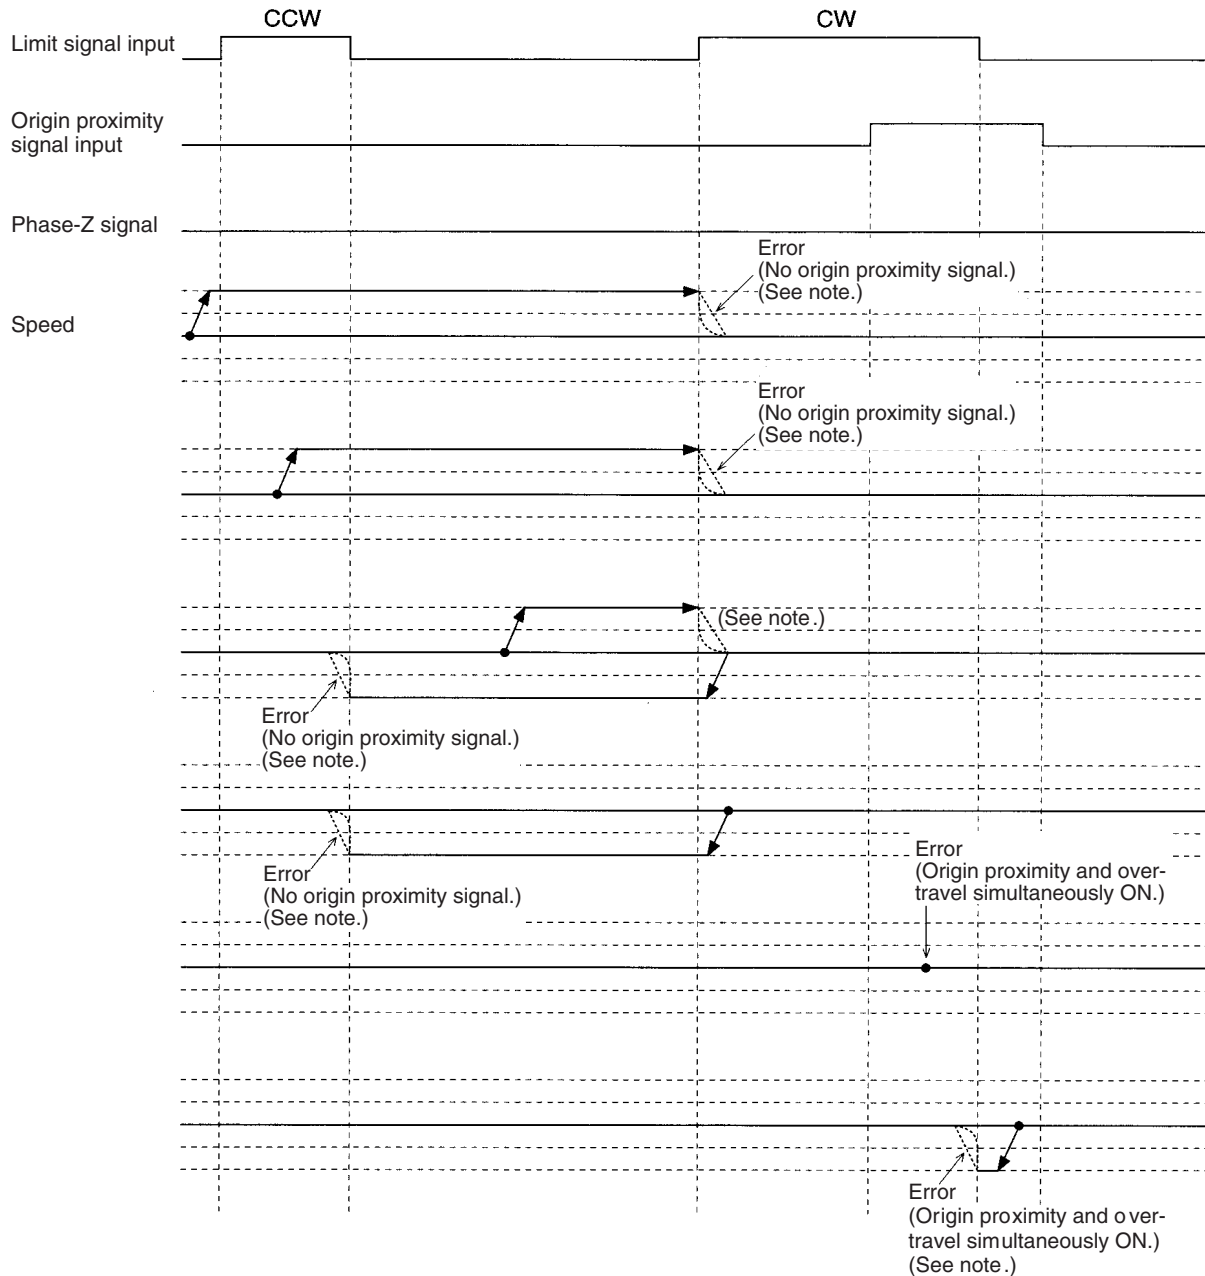 CCW
CW
Limit signal input
Origin proximity
signal input
Phase-Z signal
Error
(No origin proximity signal.)
(See note.)
Speed
Error
(No origin proximity signal.)
(See note.)
(See note.)
Error
(No origin proximity signal.)
(See note.)
Error
(Origin proximity and over-
travel simultaneously ON.)
Error
(No origin proximity signal.)
(See note.)
Error
(Origin proximity and over-
travel simultaneously ON.)
(See note.)